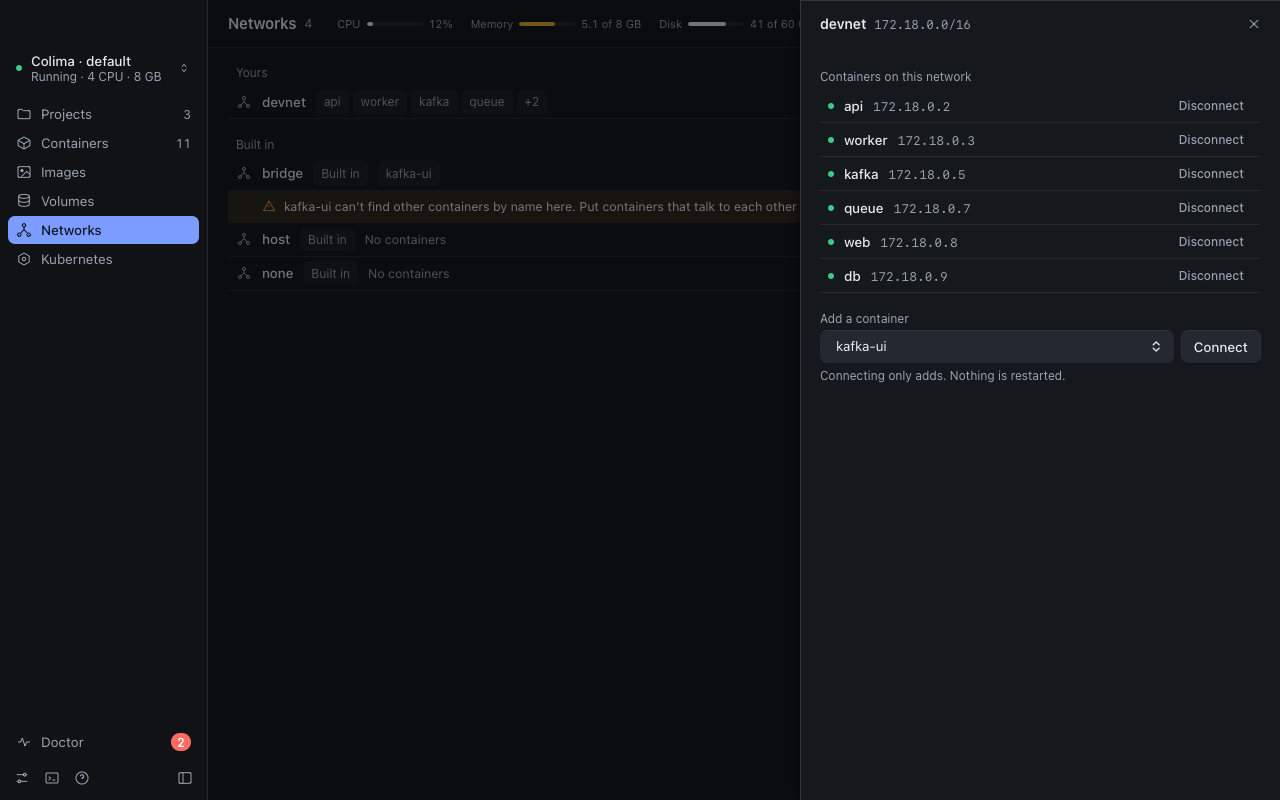 Colima · default
Running · 4 CPU · 8 GB
Projects 3
Containers 11
Images
Volumes
Networks
Kubernetes
Doctor 2
Networks 4 CPU 12% Memory 5.1 of 8 GB Disk 41 of 60
Yours
devnet api worker kafka queue +2
Built in
bridge Built in kafka-ui
kafka-ui can't find other containers by name here. Put containers that talk to each other
host Built in No containers
none Built in No containers
devnet 172.18.0.0/16
Containers on this network
api 172.18.0.2 Disconnect
worker 172.18.0.3 Disconnect
kafka 172.18.0.5 Disconnect
queue 172.18.0.7 Disconnect
web 172.18.0.8 Disconnect
db 172.18.0.9 Disconnect
Add a container
kafka-ui Connect
Connecting only adds. Nothing is restarted.